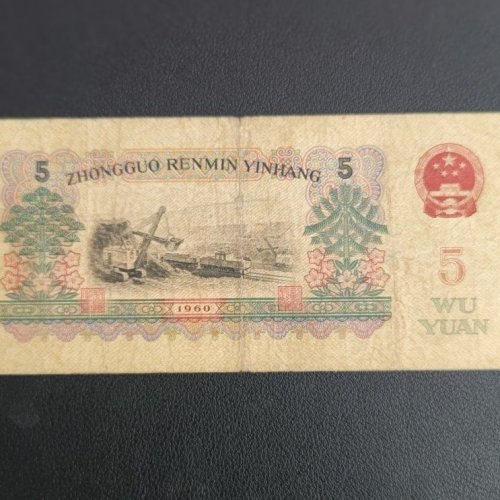 5 ZHONGGUO RENMIN YINHANG 5
1960
5
WU
YUAN